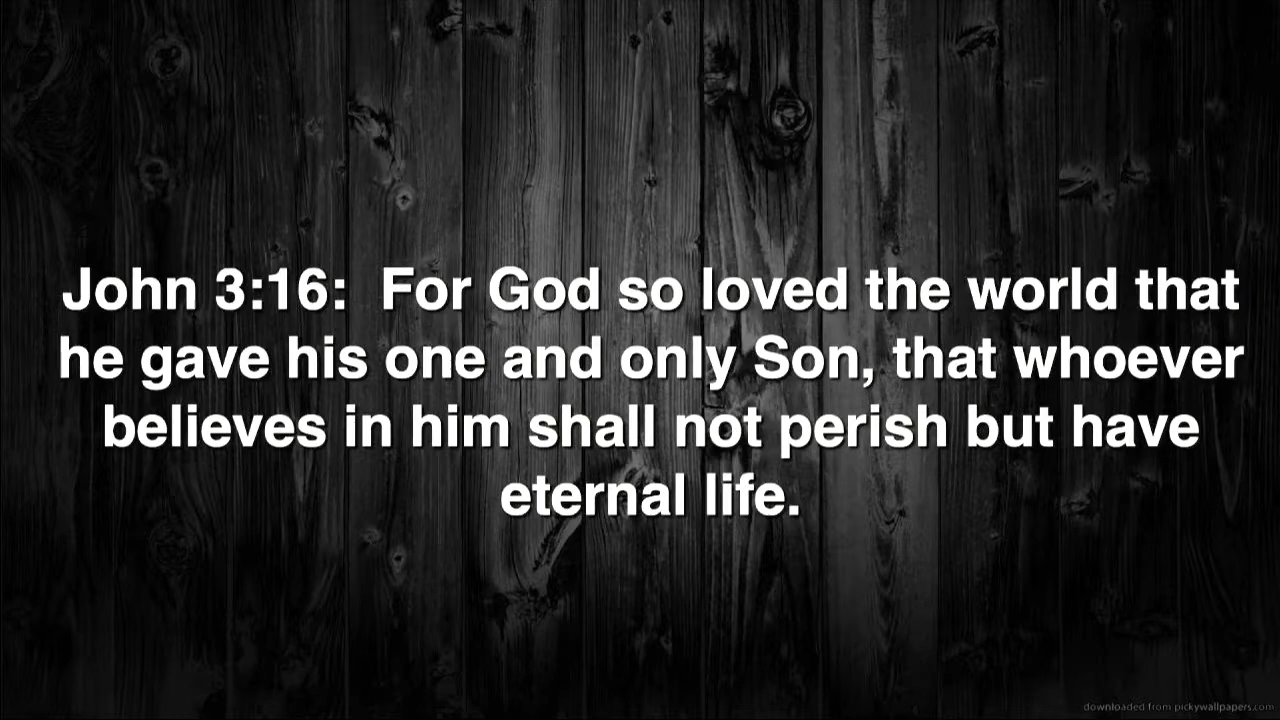 John 3:16:  For God so loved the world that
he gave his one and only Son, that whoever
believes in him shall not perish but have
eternal life.
downloaded from pickywallpapers.com